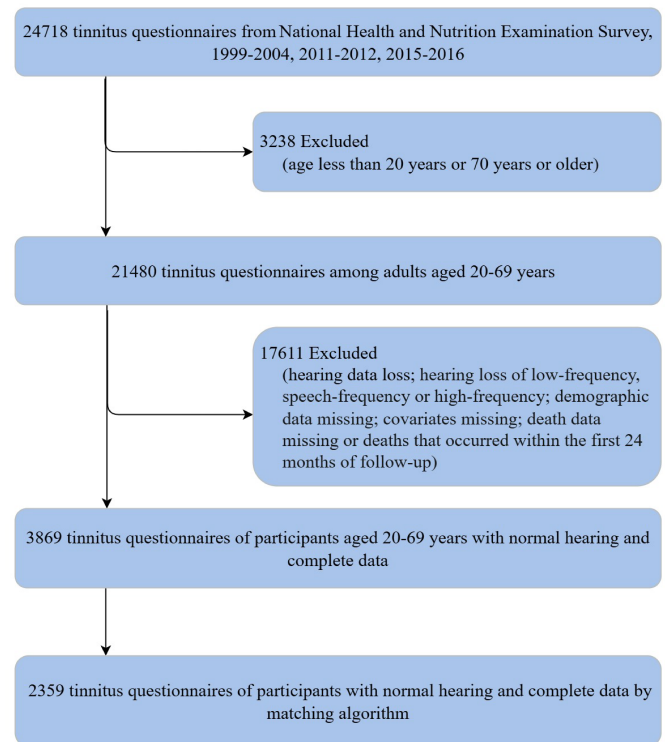 24718 tinnitus questionnaires from National Health and Nutrition Examination Survey,
1999-2004, 2011-2012, 2015-2016
3238 Excluded
(age less than 20 years or 70 years or older)
21480 tinnitus questionnaires among adults aged 20-69 years
17611 Excluded
(hearing data loss; hearing loss of low-frequency,
speech-frequency or high-frequency; demographic
data missing; covariates missing; death data
missing or deaths that occurred within the first 24
months of follow-up)
3869 tinnitus questionnaires of participants aged 20-69 years with normal hearing and
complete data
2359 tinnitus questionnaires of participants with normal hearing and complete data by
matching algorithm